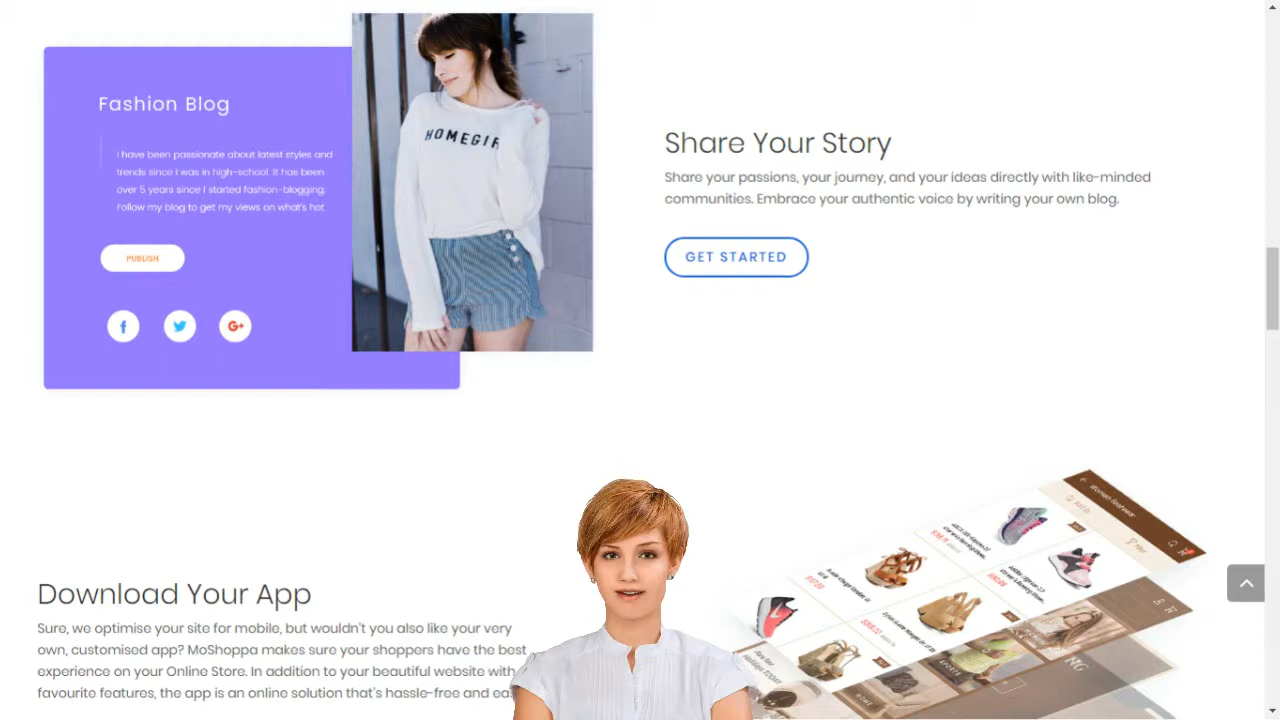 Fashion Blog
I have been passionate about latest styles and
trends since I was in high-school. It has been
over 5 years since I started fashion-blogging.
Follow my blog to get my views on what's hot.
PUBLISH
f
G+
HOMEGIR
Share Your Story
Share your passions, your journey, and your ideas directly with like-minded
communities. Embrace your authentic voice by writing your own blog.
GET STARTED
Download Your App
Sure, we optimise your site for mobile, but wouldn't you also like your very
own, customised app? MoShoppa makes sure your shoppers have the best
experience on your Online Store. In addition to your beautiful website with
favourite features, the app is an online solution that's hassle-free and
Women Footwear